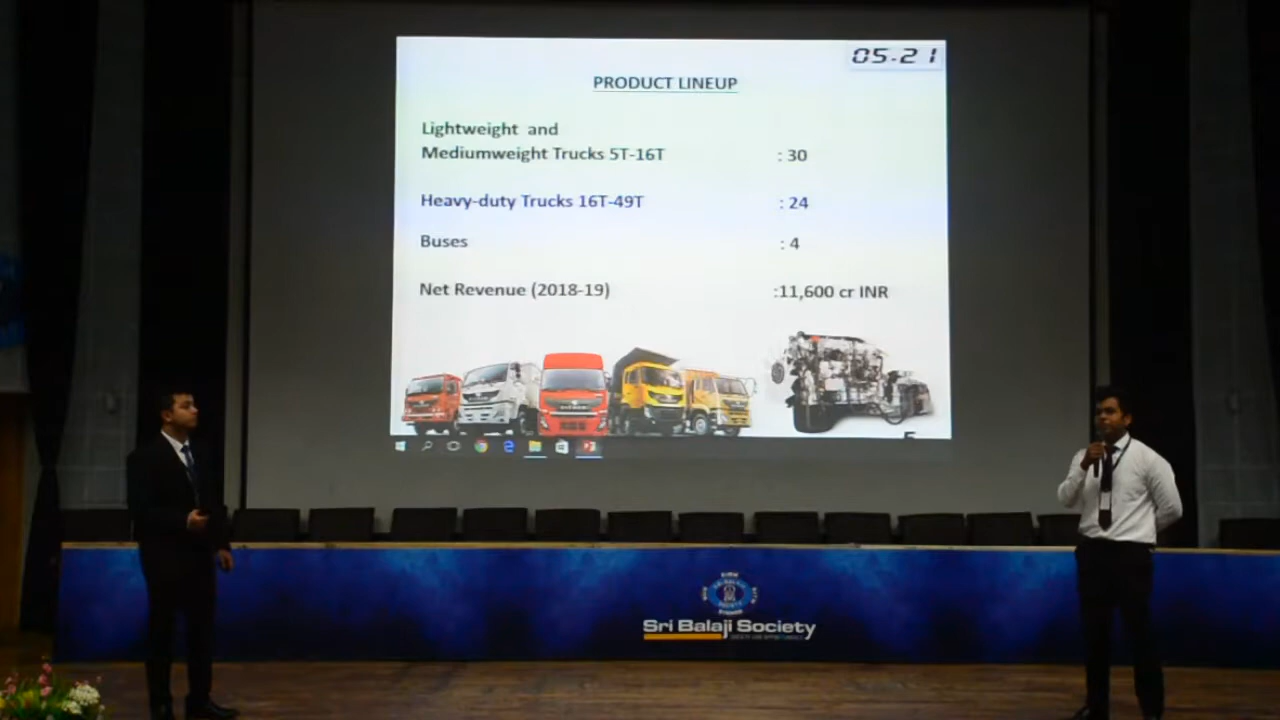 05:21
PRODUCT LINEUP
Lightweight and
Mediumweight Trucks 5T-16T : 30
Heavy-duty Trucks 16T-49T : 24
Buses : 4
Net Revenue (2018-19) :11,600 cr INR
Sri Balaji Society